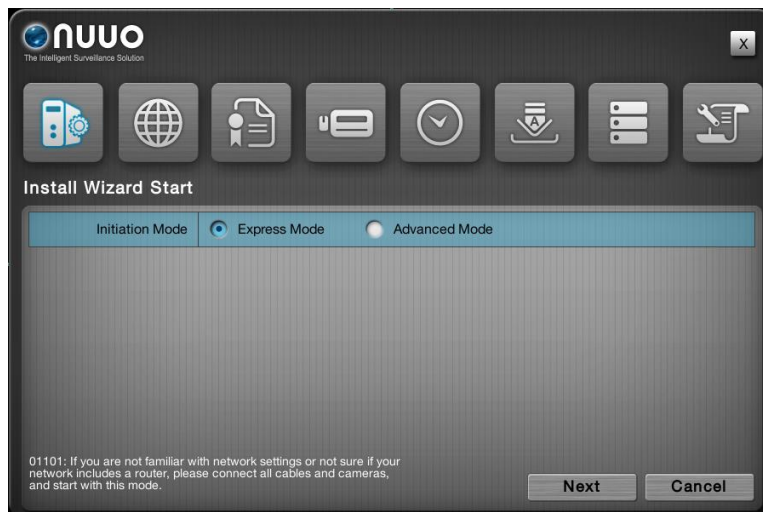 nuuo
The Intelligent Surveillance Solution
X
A
Install Wizard Start
Initiation Mode Express Mode Advanced Mode
01101: If you are not familiar with network settings or not sure if your
network includes a router, please connect all cables and cameras,
and start with this mode.
Next Cancel